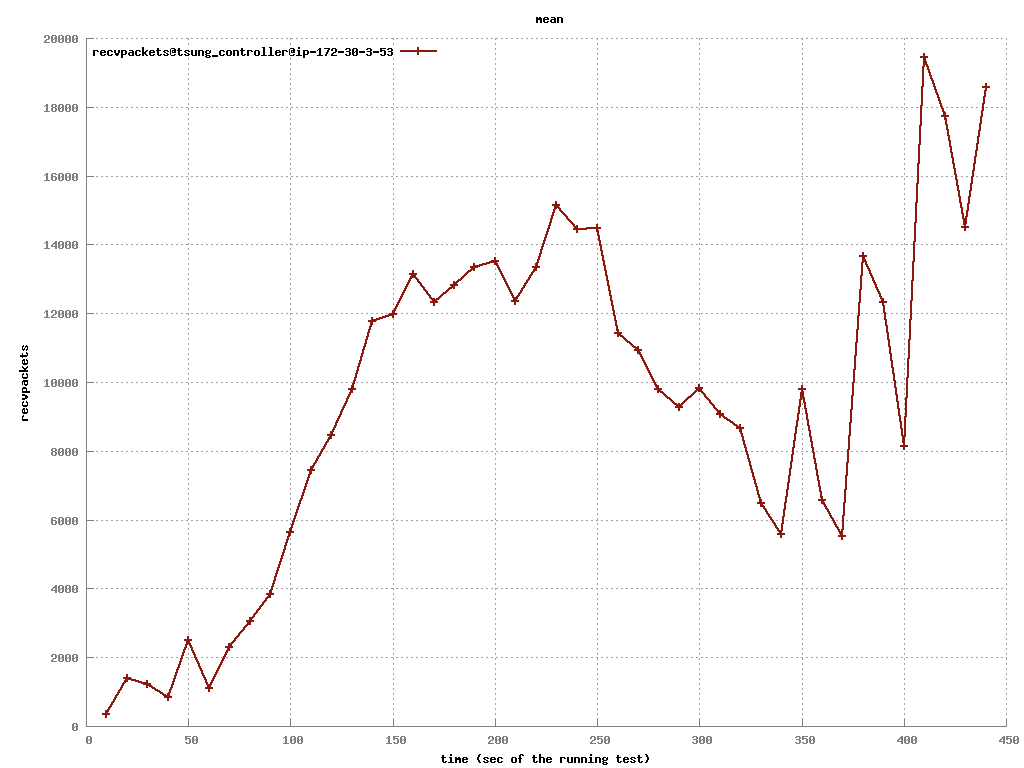 mean
recvpackets@tsung_controller@ip-172-30-3-53
20000
18000
16000
14000
12000
10000
8000
6000
4000
2000
0
recvpackets
0 50 100 150 200 250 300 350 400 450
time (sec of the running test)